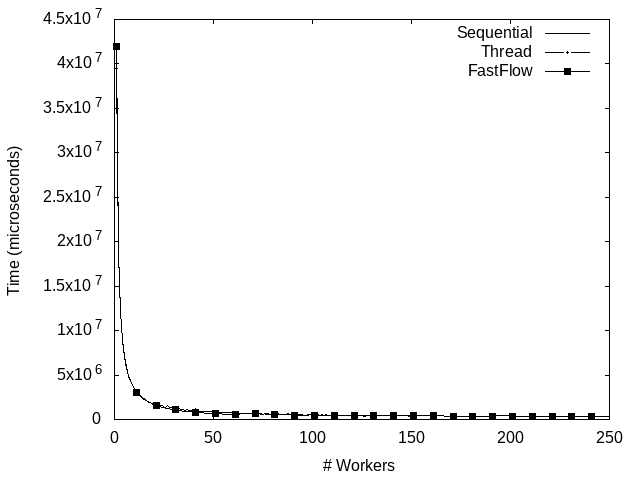 4.5x10 7
4x10 7
3.5x10 7
3x10 7
2.5x10 7
2x10 7
1.5x10 7
1x10 7
5x10 6
0
Time (microseconds)
Sequential
Thread
FastFlow
0 50 100 150 200 250
# Workers